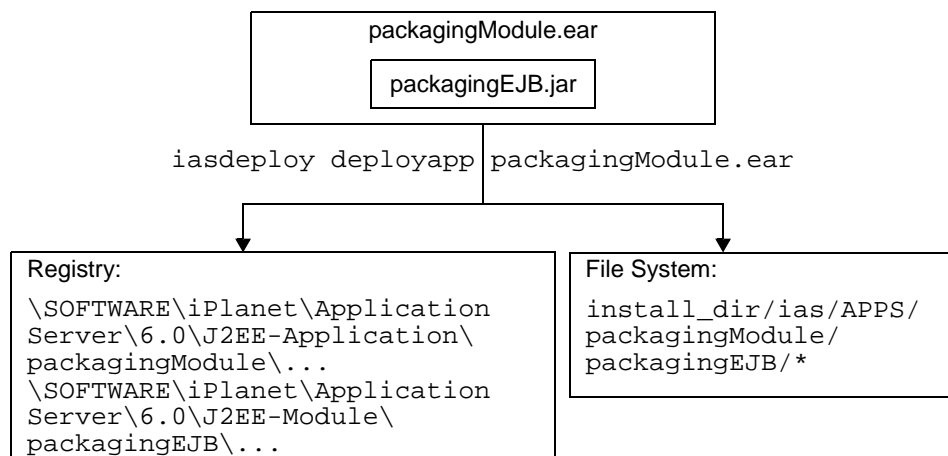 packagingModule.ear
packagingEJB.jar
iasdeploy deployapp packagingModule.ear
Registry:
\SOFTWARE\iPlanet\Application
Server\6.0\J2EE-Application\
packagingModule\...
\SOFTWARE\iPlanet\Application
Server\6.0\J2EE-Module\
packagingEJB\...
File System:
install_dir/ias/APPS/
packagingModule/
packagingEJB/*